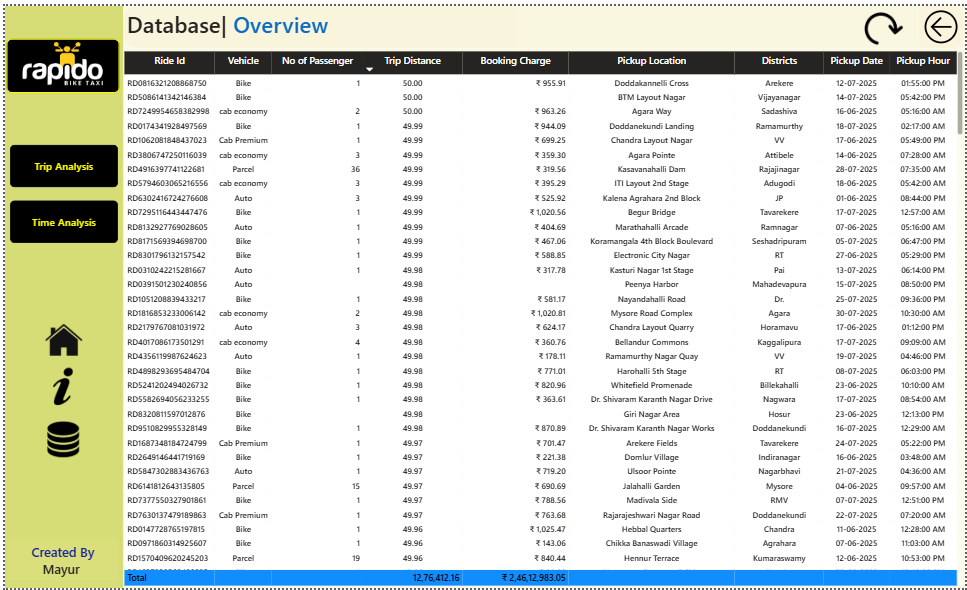 Database| Overview
rapido
BIKE TAXI
Trip Analysis
Time Analysis
Created By
Mayur
Ride Id Vehicle No of Passenger Trip Distance Booking Charge Pickup Location Districts Pickup Date Pickup Hour
RD0816321208868750 Bike 1 50.00 ₹ 955.91 Doddakannelli Cross Arekere 12-07-2025 01:55:00 PM
RD5086141342146384 Bike 50.00 BTM Layout Nagar Vijayanagar 14-07-2025 05:42:00 PM
RD7249954658382998 cab economy 2 50.00 ₹ 963.26 Agara Way Sadashiva 16-06-2025 05:16:00 AM
RD0174341928497569 Bike 1 49.99 ₹ 944.09 Doddanekundi Landing Ramamurthy 18-07-2025 02:17:00 AM
RD1062081848437023 Cab Premium 1 49.99 ₹ 699.25 Chandra Layout Nagar VV 17-06-2025 05:49:00 PM
RD3806747250116039 cab economy 3 49.99 ₹ 359.30 Agara Pointe Attibele 14-06-2025 07:28:00 AM
RD4916397741122681 Parcel 36 49.99 ₹ 319.56 Kasavanahalli Dam Rajajinagar 28-07-2025 07:35:00 AM
RD5794603065216556 cab economy 3 49.99 ₹ 395.29 ITI Layout 2nd Stage Adugodi 18-06-2025 05:42:00 AM
RD6302416724276608 Auto 3 49.99 ₹ 525.92 Kalena Agrahara 2nd Block JP 01-06-2025 08:44:00 PM
RD7295116443447476 Bike 1 49.99 ₹ 1,020.56 Begur Bridge Tavarekere 17-07-2025 12:57:00 AM
RD8132927769028605 Auto 1 49.99 ₹ 404.69 Marathahalli Arcade Ramnagar 07-06-2025 05:16:00 AM
RD8171569394698700 Bike 1 49.99 ₹ 467.06 Koramangala 4th Block Boulevard Seshadripuram 05-07-2025 06:47:00 PM
RD8301796132157542 Bike 1 49.99 ₹ 588.85 Electronic City Nagar RT 27-06-2025 05:29:00 PM
RD0310242215281667 Auto 1 49.98 ₹ 317.78 Kasturi Nagar 1st Stage Pai 13-07-2025 06:14:00 PM
RD0391501230240856 Auto 49.98 Peenya Harbor Mahadevapura 15-07-2025 08:50:00 PM
RD1051208839433217 Bike 1 49.98 ₹ 581.17 Nayandahalli Road Dr. 25-07-2025 09:36:00 PM
RD1816853233006142 cab economy 2 49.98 ₹ 1,020.81 Mysore Road Complex Agara 30-07-2025 10:30:00 AM
RD2179767081031972 Auto 3 49.98 ₹ 624.17 Chandra Layout Quarry Horamavu 17-06-2025 01:12:00 PM
RD4017086173501291 cab economy 4 49.98 ₹ 360.76 Bellandur Commons Kaggalipura 17-07-2025 09:09:00 AM
RD4356119987624623 Auto 1 49.98 ₹ 178.11 Ramamurthy Nagar Quay VV 19-07-2025 04:46:00 PM
RD4898293695484704 Bike 1 49.98 ₹ 771.01 Harohalli 5th Stage RT 08-07-2025 06:03:00 PM
RD5241202494026732 Bike 1 49.98 ₹ 820.96 Whitefield Promenade Billekahalli 23-06-2025 10:10:00 AM
RD5582694056233255 Bike 1 49.98 ₹ 363.61 Dr. Shivaram Karanth Nagar Drive Nagwara 17-07-2025 08:54:00 AM
RD8320811597012876 Bike 49.98 Giri Nagar Area Hosur 23-06-2025 12:13:00 PM
RD9510829955328149 Bike 1 49.98 ₹ 870.89 Dr. Shivaram Karanth Nagar Works Doddanekundi 16-07-2025 12:29:00 AM
RD1687348184724799 Cab Premium 1 49.97 ₹ 701.47 Arekere Fields Tavarekere 24-07-2025 05:22:00 PM
RD2649146441719169 Bike 1 49.97 ₹ 221.38 Domlur Village Indiranagar 16-06-2025 03:48:00 AM
RD5847302883436763 Auto 1 49.97 ₹ 719.20 Ulsoor Pointe Nagarbhavi 21-07-2025 04:36:00 AM
RD6141812643135805 Parcel 15 49.97 ₹ 690.69 Jalahalli Garden Mysore 04-06-2025 09:57:00 AM
RD7377550327901861 Bike 1 49.97 ₹ 788.56 Madivala Side RMV 07-07-2025 12:51:00 PM
RD7630137479189863 Cab Premium 1 49.97 ₹ 763.68 Rajarajeshwari Nagar Road Doddanekundi 22-07-2025 07:20:00 AM
RD0147728765197815 Bike 1 49.96 ₹ 1,025.47 Hebbal Quarters Chandra 11-06-2025 12:28:00 AM
RD0971860314925607 Bike 1 49.96 ₹ 143.06 Chikka Banaswadi Village Agrahara 07-06-2025 11:03:00 AM
RD1570409620245203 Parcel 19 49.96 ₹ 840.44 Hennur Terrace Kumaraswamy 12-06-2025 10:53:00 PM
Total 12,76,412.16 ₹ 2,46,12,983.05